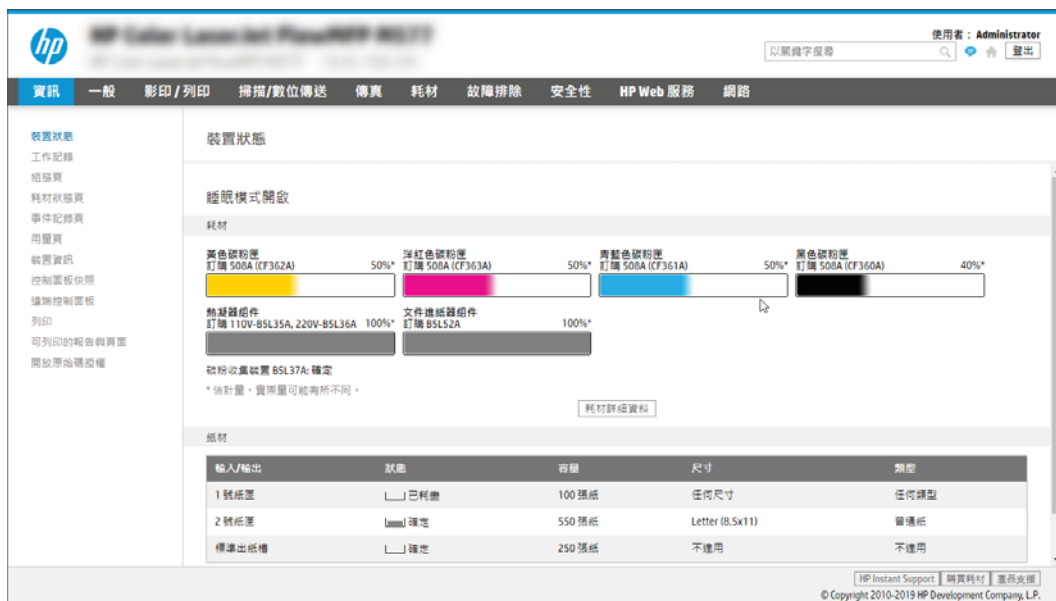 hp
使用者： Administrator
以關鍵字搜尋
登出
資訊 一般 影印 / 列印 掃描/數位傳送 傳真 耗材 故障排除 安全性 HP Web 服務 網路
裝置狀態
工作記錄
組態頁
耗材狀態頁
事件記錄頁
用量頁
裝置資訊
控制面板快照
遠端控制面板
列印
可列印的報告與頁面
開放原始碼授權
裝置狀態
睡眠模式開啟
耗材
黃色碳粉匣
訂購 508A (CF362A) 50%*
洋紅色碳粉匣
訂購 508A (CF363A) 50%*
青藍色碳粉匣
訂購 508A (CF361A) 50%*
黑色碳粉匣
訂購 508A (CF360A) 40%*
熱凝器組件
訂購 110V-B5L35A, 220V-B5L36A 100%*
文件進紙器組件
訂購 B5L52A 100%*
碳粉收集裝置 B5L37A: 確定
* 估計量。實際量可能有所不同。
耗材詳細資料
紙材
輸入/輸出 狀態 容量 尺寸 類型
1 號紙匣 已耗盡 100 張紙 任何尺寸 任何類型
2 號紙匣 確定 550 張紙 Letter (8.5x11) 普通紙
標準出紙槽 確定 250 張紙 不適用 不適用
HP Instant Support 購買耗材 產品支援
© Copyright 2010-2019 HP Development Company, L.P.